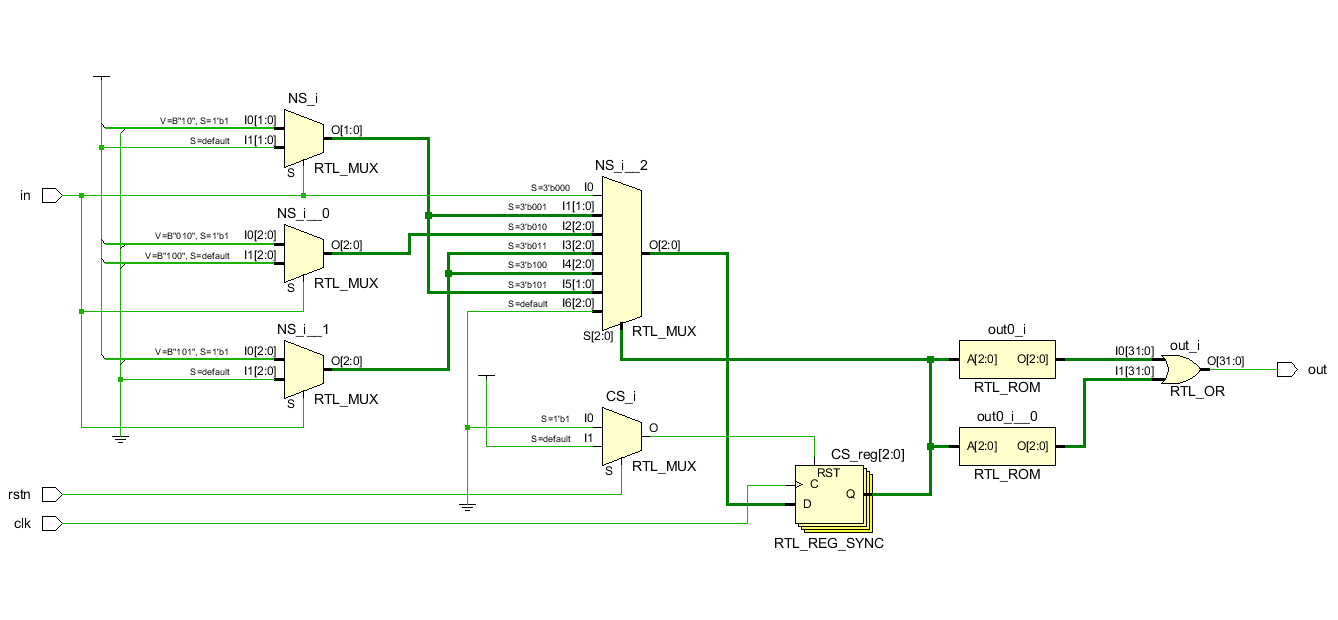 NS_i
V=B"10", S=1'b1 I0[1:0]
S=default I1[1:0]
O[1:0]
S
RTL_MUX
in
NS_i__0
V=B"010", S=1'b1 I0[2:0]
V=B"100", S=default I1[2:0]
O[2:0]
S
RTL_MUX
NS_i__1
V=B"101", S=1'b1 I0[2:0]
S=default I1[2:0]
O[2:0]
S
RTL_MUX
NS_i__2
S=3'b000 I0
S=3'b001 I1[1:0]
S=3'b010 I2[2:0]
S=3'b011 I3[2:0]
S=3'b100 I4[2:0]
S=3'b101 I5[1:0]
S=default I6[2:0]
O[2:0]
S[2:0]
RTL_MUX
CS_i
S=1'b1 I0
S=default I1
O
S
RTL_MUX
rstn
clk
CS_reg[2:0]
RST
C
Q
D
RTL_REG_SYNC
out0_i
A[2:0] O[2:0]
RTL_ROM
out0_i__0
A[2:0] O[2:0]
RTL_ROM
out_i
I0[31:0]
I1[31:0]
O[31:0]
RTL_OR
out